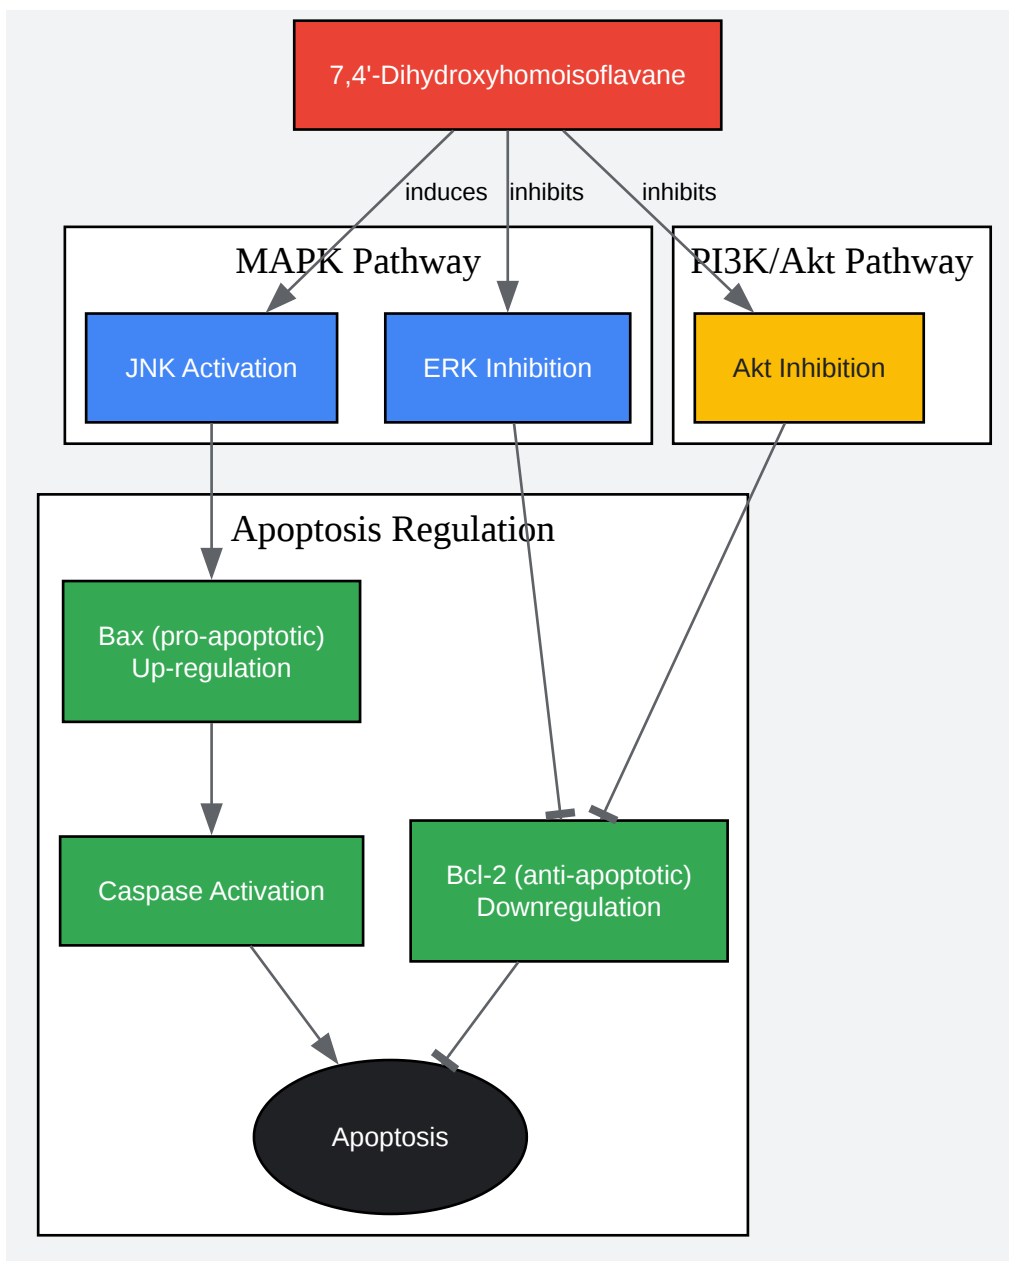 7,4'-Dihydroxyhomoisoflavane
induces
inhibits
inhibits
MAPK Pathway
PI3K/Akt Pathway
JNK Activation
ERK Inhibition
Akt Inhibition
Apoptosis Regulation
Bax (pro-apoptotic)
Up-regulation
Caspase Activation
Bcl-2 (anti-apoptotic)
Downregulation
Apoptosis